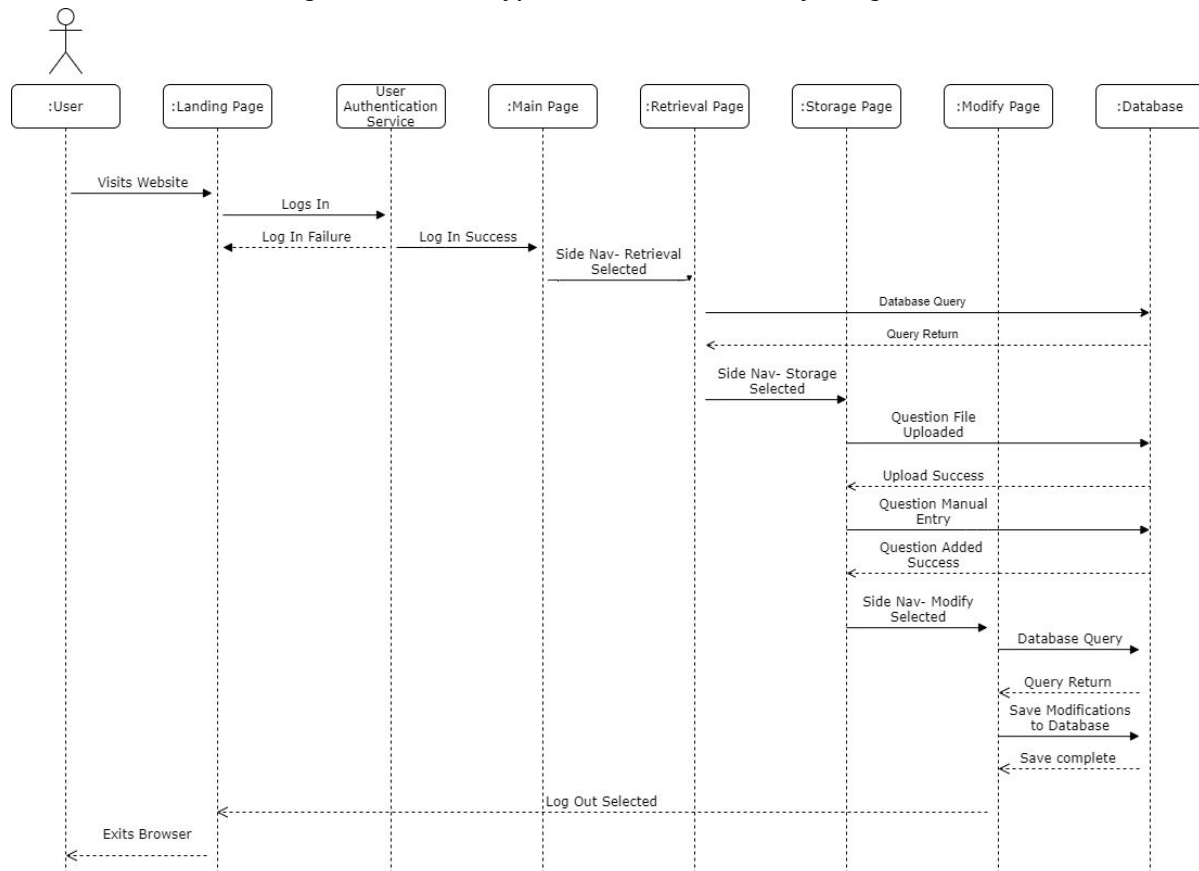 :User
:Landing Page
User
Authentication
Service
:Main Page
:Retrieval Page
:Storage Page
:Modify Page
:Database
Visits Website
Logs In
Log In Failure
Log In Success
Side Nav- Retrieval
Selected
Database Query
Query Return
Side Nav- Storage
Selected
Question File
Uploaded
Upload Success
Question Manual
Entry
Question Added
Success
Side Nav- Modify
Selected
Database Query
Query Return
Save Modifications
to Database
Save complete
Log Out Selected
Exits Browser